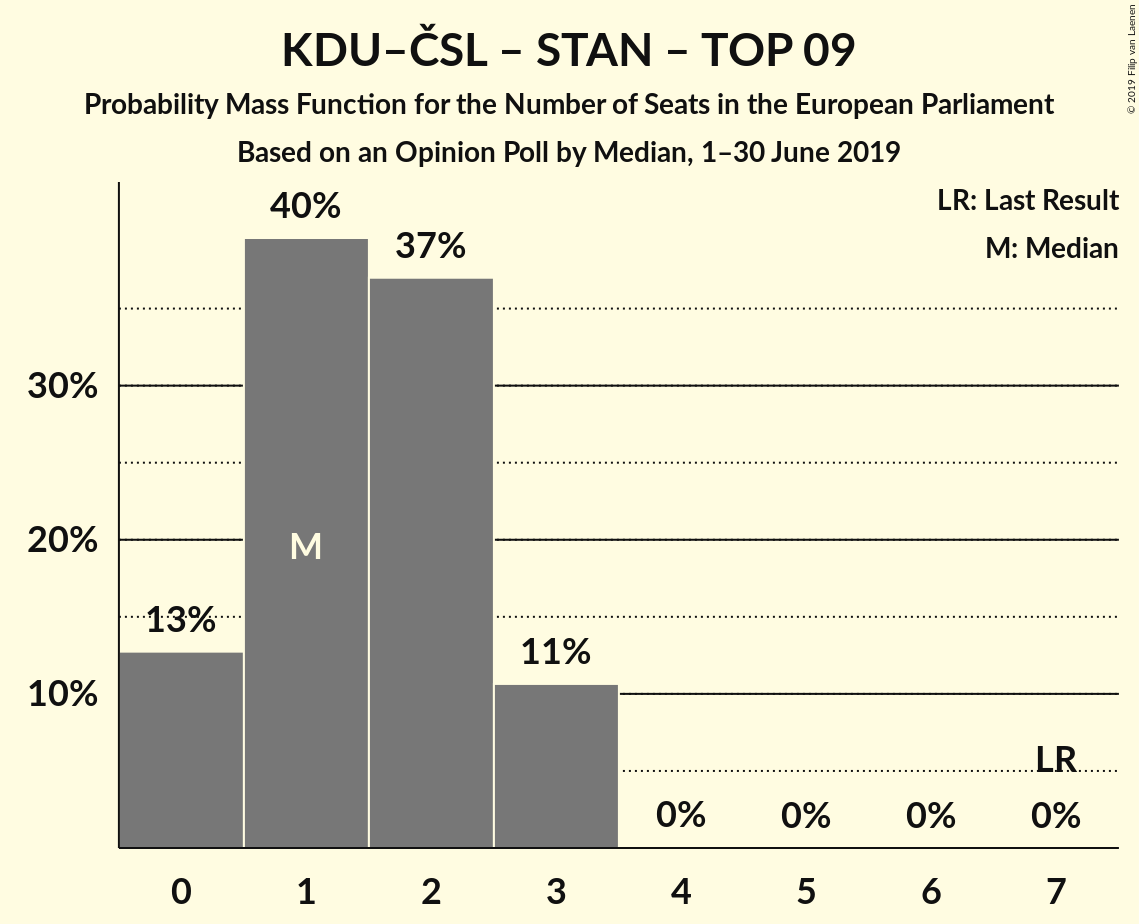 KDU–ČSL – STAN – TOP 09
Probability Mass Function for the Number of Seats in the European Parliament
Based on an Opinion Poll by Median, 1–30 June 2019
© 2019 Filip van Laenen
LR: Last Result
M: Median
40%
37%
30%
20%
M
13%
11%
10%
LR
0% 0% 0% 0%
0 1 2 3 4 5 6 7